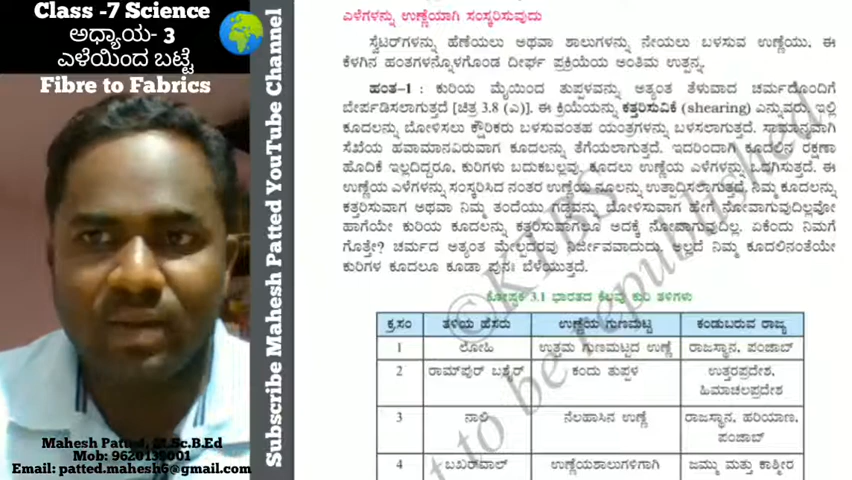 Class -7 Science
ಅಧ್ಯಾಯ- 3
ಎಳೆಯಿಂದ ಬಟ್ಟೆ
Fibre to Fabrics
Mahesh Patted, M.Sc.B.Ed
Mob: 9620135001
Email: patted.mahesh6@gmail.com
Subscribe Mahesh Patted YouTube Channel
ಎಳೆಗಳನ್ನು ಉಣ್ಣೆಯಾಗಿ ಸಂಸ್ಕರಿಸುವುದು
ಸ್ವೆಟರ್‌ಗಳನ್ನು ಹೆಣೆಯಲು ಅಥವಾ ಶಾಲುಗಳನ್ನು ನೇಯಲು ಬಳಸುವ ಉಣ್ಣೆಯು, ಈ
ಕೆಳಗಿನ ಹಂತಗಳನ್ನೊಳಗೊಂಡ ದೀರ್ಘ ಪ್ರಕ್ರಿಯೆಯ ಅಂತಿಮ ಉತ್ಪನ್ನ.
ಹಂತ-1 : ಕುರಿಯ ಮೈಯಿಂದ ತುಪ್ಪಳವನ್ನು ಅತ್ಯಂತ ತೆಳುವಾದ ಚರ್ಮದೊಂದಿಗೆ
ಬೇರ್ಪಡಿಸಲಾಗುತ್ತದೆ [ಚಿತ್ರ 3.8 (ಎ)]. ಈ ಕ್ರಿಯೆಯನ್ನು ಕತ್ತರಿಸುವಿಕೆ (shearing) ಎನ್ನುವರು. ಇಲ್ಲಿ
ಕೂದಲನ್ನು ಬೋಳಿಸಲು ಕ್ಷೌರಿಕರು ಬಳಸುವಂತಹ ಯಂತ್ರಗಳನ್ನು ಬಳಸಲಾಗುತ್ತದೆ. ಸಾಮಾನ್ಯವಾಗಿ
ಸೆಖೆಯ ಹವಾಮಾನವಿರುವಾಗ ಕೂದಲನ್ನು ತೆಗೆಯಲಾಗುತ್ತದೆ. ಇದರಿಂದಾಗಿ ಕೂದಲಿನ ರಕ್ಷಣಾ
ಹೊದಿಕೆ ಇಲ್ಲದಿದ್ದರೂ, ಕುರಿಗಳು ಬದುಕಬಲ್ಲವು. ಕೂದಲು ಉಣ್ಣೆಯ ಎಳೆಗಳನ್ನು ಒದಗಿಸುತ್ತದೆ. ಈ
ಉಣ್ಣೆಯ ಎಳೆಗಳನ್ನು ಸಂಸ್ಕರಿಸಿದ ನಂತರ ಉಣ್ಣೆಯ ನೂಲನ್ನು ಉತ್ಪಾದಿಸಲಾಗುತ್ತದೆ. ನಿಮ್ಮ ಕೂದಲನ್ನು
ಕತ್ತರಿಸುವಾಗ ಅಥವಾ ನಿಮ್ಮ ತಂದೆಯು ಗಡ್ಡವನ್ನು ಬೋಳಿಸುವಾಗ ಹೇಗೆ ನೋವಾಗುವುದಿಲ್ಲವೋ
ಹಾಗೆಯೇ ಕುರಿಯ ಕೂದಲನ್ನು ಕತ್ತರಿಸುವಾಗಲೂ ಅದಕ್ಕೆ ನೋವಾಗುವುದಿಲ್ಲ. ಏಕೆಂದು ನಿಮಗೆ
ಗೊತ್ತೇ? ಚರ್ಮದ ಅತ್ಯಂತ ಮೇಲ್ಪದರವು ನಿರ್ಜೀವವಾದುದು. ಅಲ್ಲದೆ ನಿಮ್ಮ ಕೂದಲಿನಂತೆಯೇ
ಕುರಿಗಳ ಕೂದಲೂ ಕೂಡಾ ಪುನಃ ಬೆಳೆಯುತ್ತದೆ.
ಕೋಷ್ಟಕ 3.1 ಭಾರತದ ಕೆಲವು ಕುರಿ ತಳಿಗಳು
ಕ್ರ.ಸಂ ತಳಿಯ ಹೆಸರು ಉಣ್ಣೆಯ ಗುಣಮಟ್ಟ ಕಂಡುಬರುವ ರಾಜ್ಯ
1 ಲೋಹಿ ಉತ್ತಮ ಗುಣಮಟ್ಟದ ಉಣ್ಣೆ ರಾಜಸ್ಥಾನ, ಪಂಜಾಬ್
2 ರಾಮ್‌ಪುರ್ ಬಶೈರ್ ಕಂದು ತುಪ್ಪಳ ಉತ್ತರಪ್ರದೇಶ,
ಹಿಮಾಚಲಪ್ರದೇಶ
3 ನಾಲಿ ನೆಲಹಾಸಿನ ಉಣ್ಣೆ ರಾಜಸ್ಥಾನ, ಹರಿಯಾಣ,
ಪಂಜಾಬ್
4 ಬಖರ್‌ವಾಲ್ ಉಣ್ಣೆಯಶಾಲುಗಳಿಗಾಗಿ ಜಮ್ಮು ಮತ್ತು ಕಾಶ್ಮೀರ
©KTBS
t to be republished